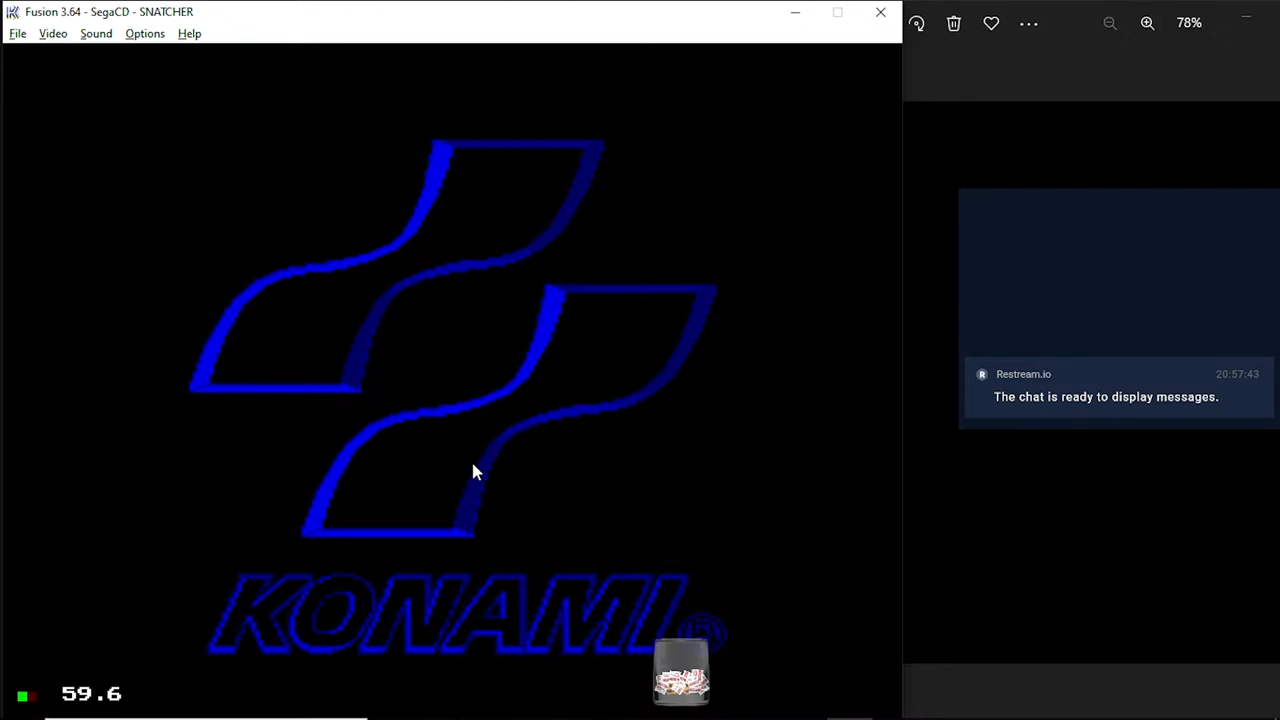 Fusion 3.64 - SegaCD - SNATCHER
File Video Sound Options Help
78%
KONAMI®
Restream.io 20:57:43
The chat is ready to display messages.
59.6